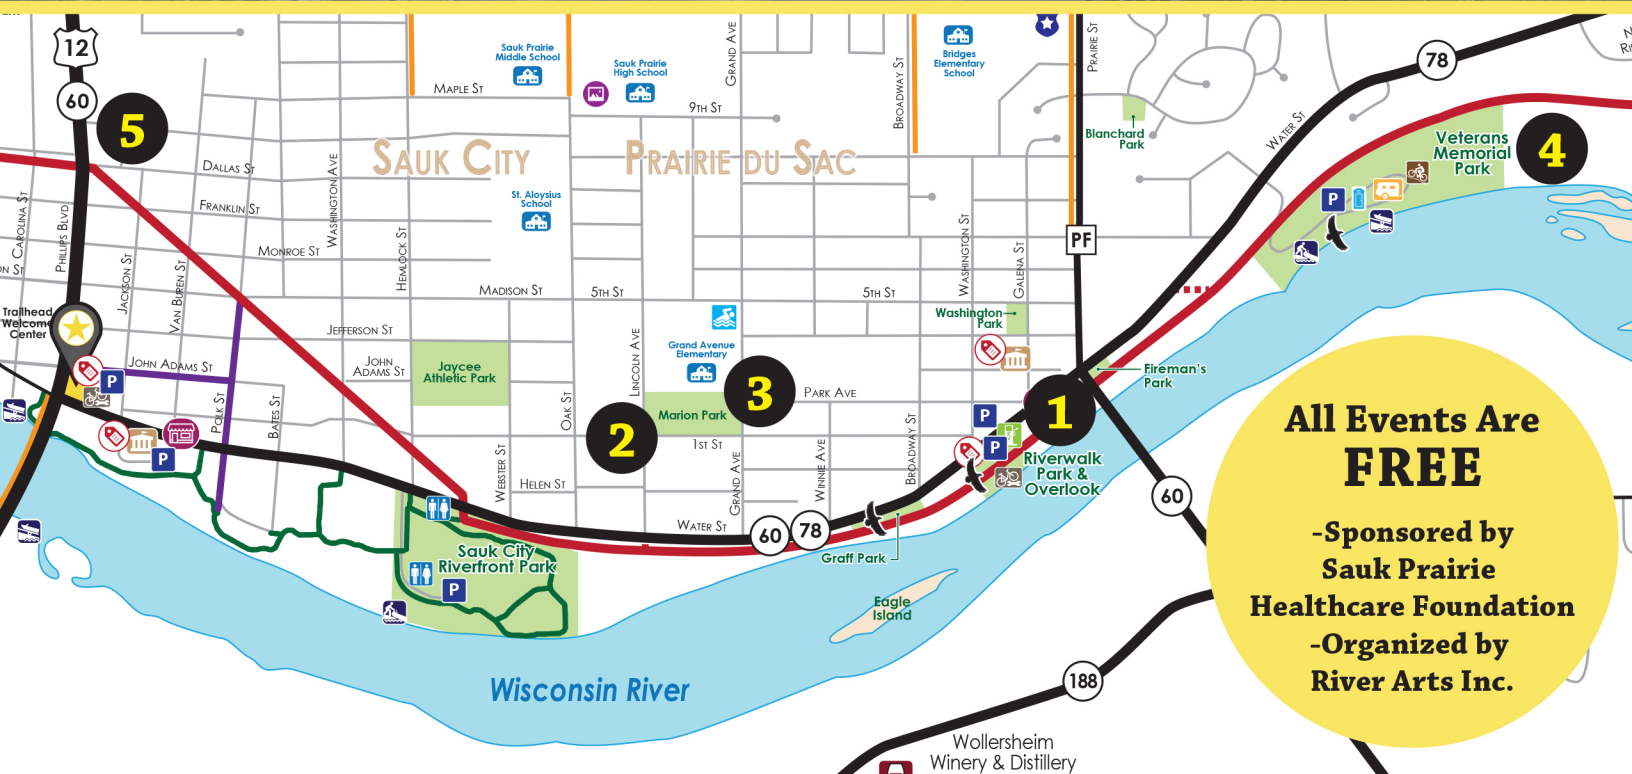 12
60
5
Sauk Prairie
Middle School
Sauk Prairie
High School
Bridges
Elementary
School
78
4
Maple St
9th St
Grand Ave
Broadway St
Prairie St
Water St
Blanchard
Park
Veterans
Memorial
Park
P
Sauk City
Prairie du Sac
Dallas St
Franklin St
Washington Ave
Monroe St
Carolina St
Phillips Blvd
on St
Jackson St
Van Buren St
Hemlock St
St. Aloysius
School
Madison St
5th St
5th St
Washington St
Galena St
PF
Trailhead
Welcome
Center
Jefferson St
John Adams St
John
Adams St
P
Jaycee
Athletic Park
Polk St
Bates St
Oak St
Lincoln Ave
Grand Avenue
Elementary
Marion Park
3
2
Park Ave
1st St
Washington
Park
Fireman's
Park
1
P
P
Riverwalk
Park &
Overlook
60
P
Webster St
Helen St
Grand Ave
Winnie Ave
Broadway St
Water St
60
78
Graff Park
Sauk City
Riverfront Park
P
Eagle
Island
Wisconsin River
188
Wollersheim
Winery & Distillery
All Events Are
FREE
-Sponsored by
Sauk Prairie
Healthcare Foundation
-Organized by
River Arts Inc.